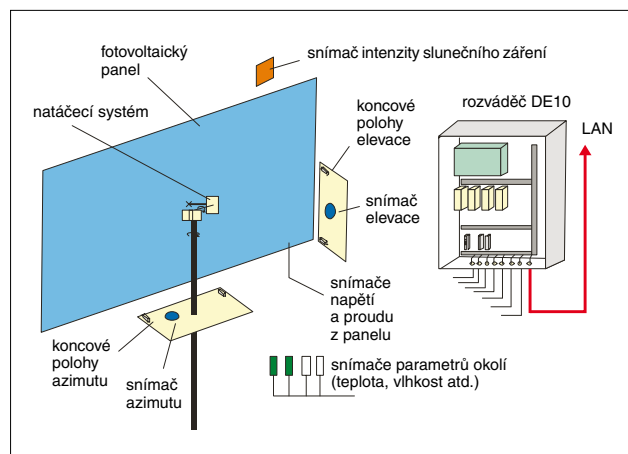 fotovoltaický
panel
snímač intenzity slunečního záření
natáčecí systém
koncové
polohy
elevace
rozváděč DE10
LAN
snímač
elevace
snímače
napětí
a proudu
z panelu
koncové
polohy
azimutu
snímač
azimutu
snímače parametrů okolí
(teplota, vlhkost atd.)